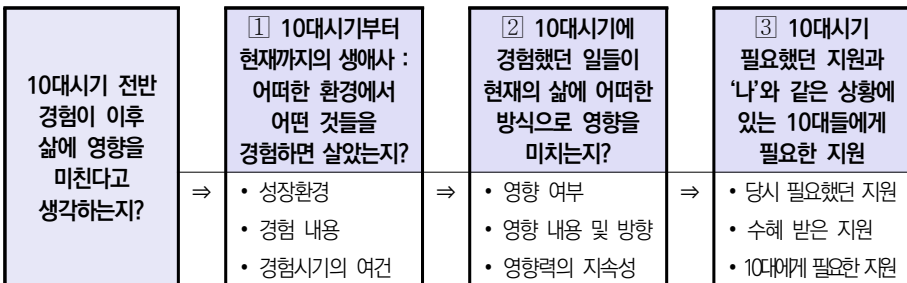 10대시기 전반
경험이 이후
삶에 영향을
미친다고
생각하는지?
⇒
1 10대시기부터
현재까지의 생애사 :
어떠한 환경에서
어떤 것들을
경험하면 살았는지?
• 성장환경
• 경험 내용
• 경험시기의 여건
⇒
2 10대시기에
경험했던 일들이
현재의 삶에 어떠한
방식으로 영향을
미치는지?
• 영향 여부
• 영향 내용 및 방향
• 영향력의 지속성
⇒
3 10대시기
필요했던 지원과
‘나’와 같은 상황에
있는 10대들에게
필요한 지원
• 당시 필요했던 지원
• 수혜 받은 지원
• 10대에게 필요한 지원